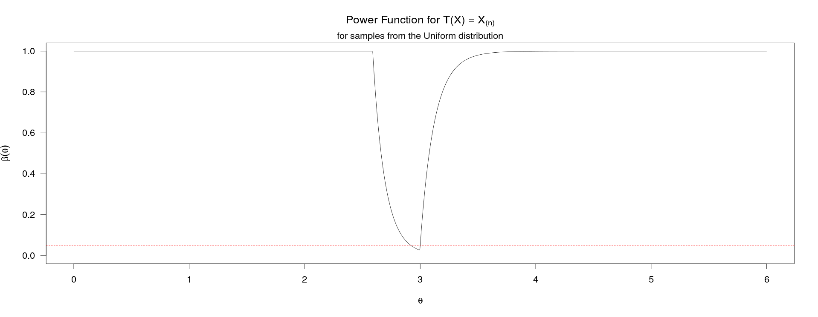 Power Function for T(X) = X(n)
for samples from the Uniform distribution
1.0
0.8
0.6
0.4
0.2
0.0
β(θ)
0 1 2 3 4 5 6
θ